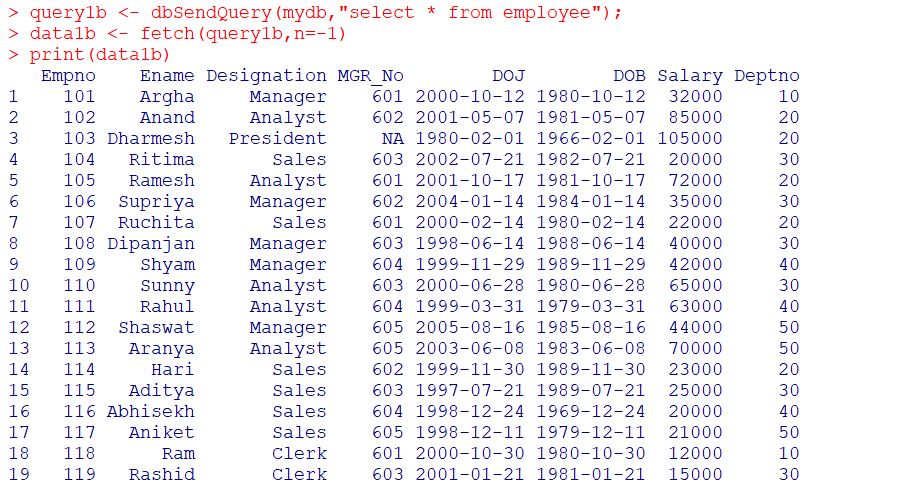 > query1b <- dbSendQuery(mydb,"select * from employee");
> data1b <- fetch(query1b,n=-1)
> print(data1b)
   Empno    Ename Designation MGR_No        DOJ        DOB Salary Deptno
1    101    Argha     Manager    601 2000-10-12 1980-10-12  32000     10
2    102    Anand     Analyst    602 2001-05-07 1981-05-07  85000     20
3    103 Dharmesh   President     NA 1980-02-01 1966-02-01 105000     20
4    104   Ritima       Sales    603 2002-07-21 1982-07-21  20000     30
5    105   Ramesh     Analyst    601 2001-10-17 1981-10-17  72000     20
6    106  Supriya     Manager    602 2004-01-14 1984-01-14  35000     30
7    107  Ruchita       Sales    601 2000-02-14 1980-02-14  22000     20
8    108 Dipanjan     Manager    603 1998-06-14 1988-06-14  40000     30
9    109    Shyam     Manager    604 1999-11-29 1989-11-29  42000     40
10   110    Sunny     Analyst    603 2000-06-28 1980-06-28  65000     30
11   111    Rahul     Analyst    604 1999-03-31 1979-03-31  63000     40
12   112  Shaswat     Manager    605 2005-08-16 1985-08-16  44000     50
13   113   Aranya     Analyst    605 2003-06-08 1983-06-08  70000     50
14   114     Hari       Sales    602 1999-11-30 1989-11-30  23000     20
15   115   Aditya       Sales    603 1997-07-21 1989-07-21  25000     30
16   116 Abhisekh       Sales    604 1998-12-24 1969-12-24  20000     40
17   117   Aniket       Sales    605 1998-12-11 1979-12-11  21000     50
18   118      Ram       Clerk    601 2000-10-30 1980-10-30  12000     10
19   119   Rashid       Clerk    603 2001-01-21 1981-01-21  15000     30